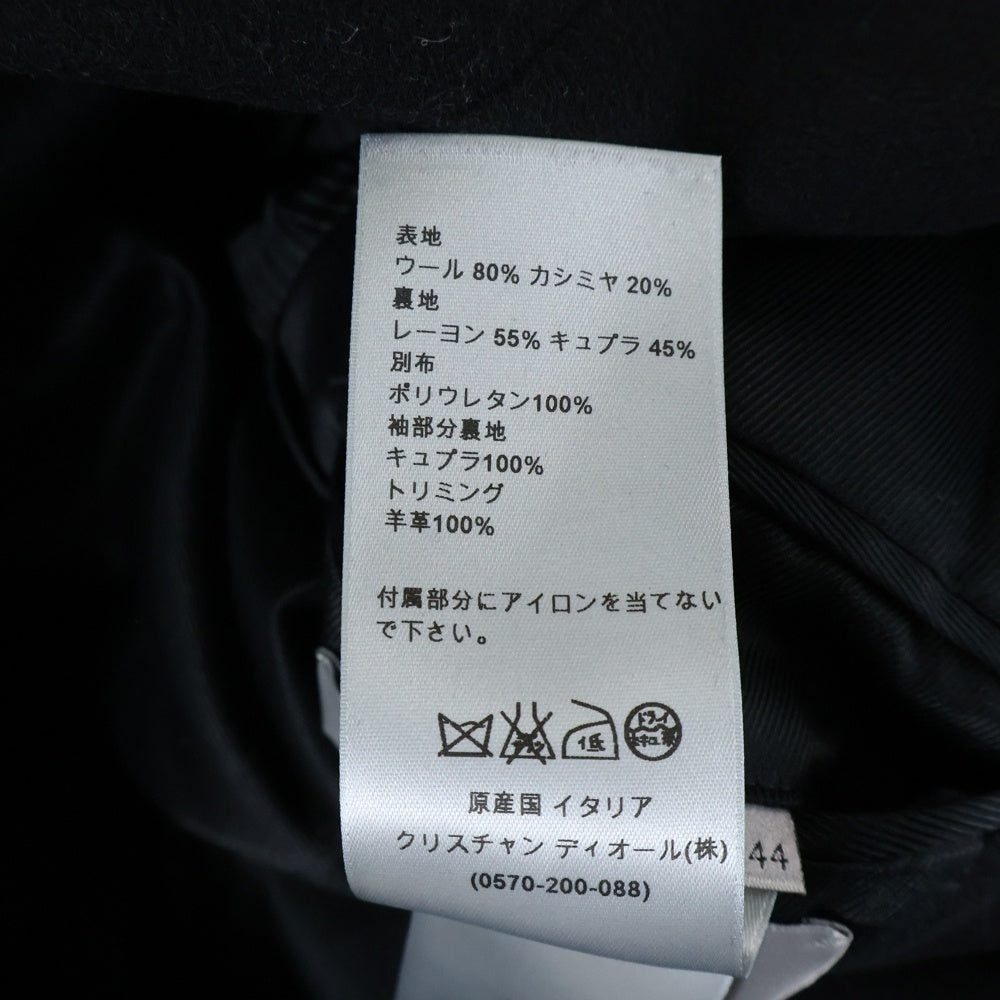 表地
ウール 80% カシミヤ 20%
裏地
レーヨン 55% キュプラ 45%
別布
ポリウレタン100%
袖部分裏地
キュプラ100%
トリミング
羊革100%
付属部分にアイロンを当てない
で下さい。
低
ドライ
原産国 イタリア
クリスチャン ディオール(株)
(0570-200-088)
44